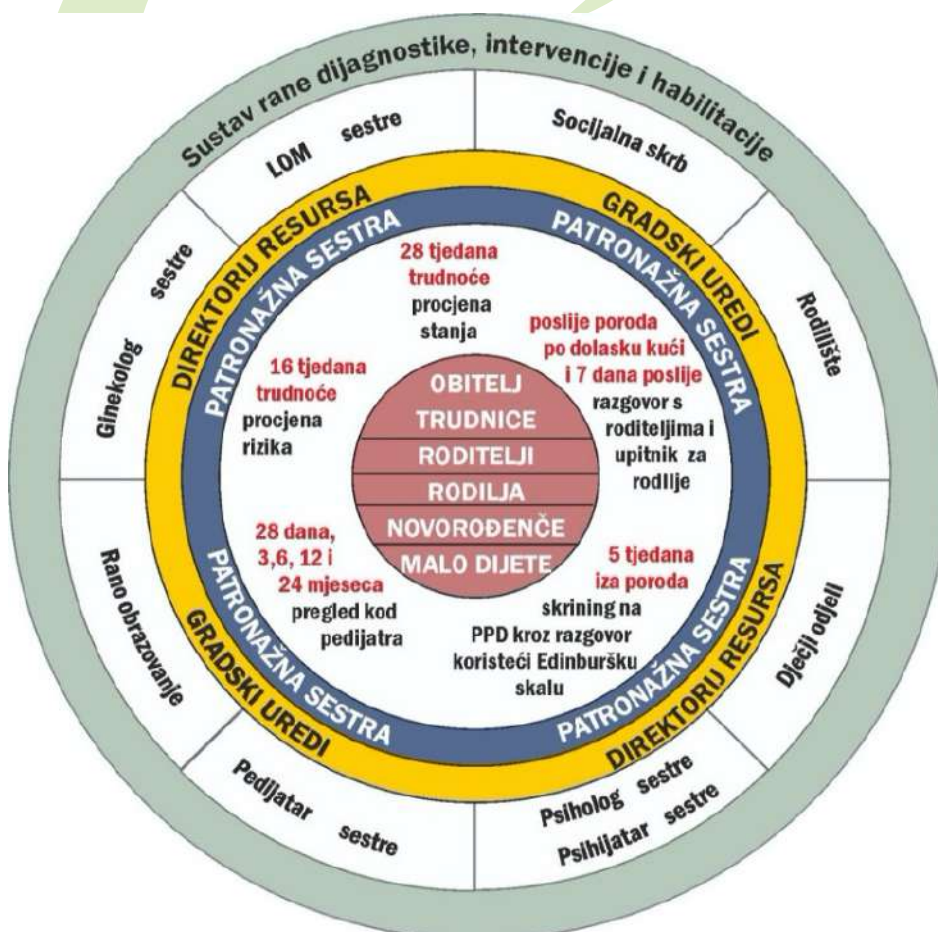 Sustav rane dijagnostike, intervencije i habilitacije
LOM sestre
Socijalna skrb
Ginekolog sestre
Rodilište
Rano obrazovanje
Dječji odjeli
Pedijatar sestre
Psiholog sestre
Psihijatar sestre
DIREKTORIJ RESURSA
GRADSKI UREDI
GRADSKI UREDI
DIREKTORIJ RESURSA
PATRONAŽNA SESTRA
PATRONAŽNA SESTRA
PATRONAŽNA SESTRA
PATRONAŽNA SESTRA
28 tjedana
trudnoće
procjena
stanja
poslije poroda
po dolasku kući
i 7 dana poslije
razgovor s
roditeljima i
upitnik za
rodilje
16 tjedana
trudnoće
procjena
rizika
OBITELJ
TRUDNICE
RODITELJI
RODILJA
NOVOROĐENČE
MALO DIJETE
28 dana,
3,6, 12 i
24 mjeseca
pregled kod
pedijatra
5 tjedana
iza poroda
skrining na
PPD kroz razgovor
koristeći Edinburšku
skalu